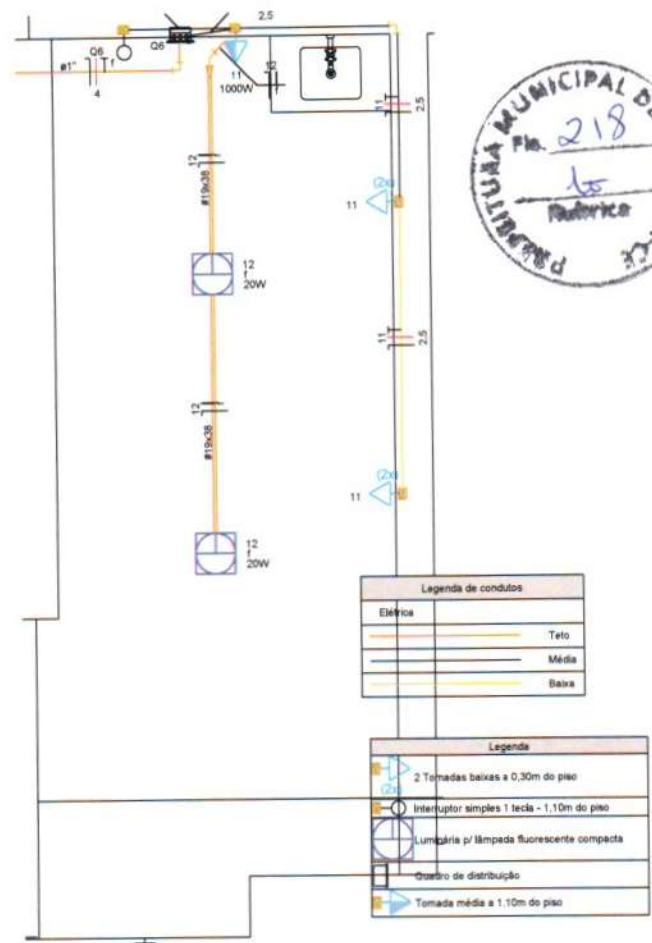 2.5
Q6
Q6
ø1"
f
4
11
1000W
11
2.5
12
#19x38
(2x)
11
12
f
20W
11
2.5
12
#19x38
(2x)
11
12
f
20W
PREFEITURA MUNICIPAL DE
Fls. 218
Rubrica
Legenda de condutos
Elétrica
Teto
Média
Baixa
Legenda
(2x)
2 Tomadas baixas a 0,30m do piso
Interruptor simples 1 tecla - 1,10m do piso
Luminária p/ lâmpada fluorescente compacta
Quadro de distribuição
Tomada média a 1,10m do piso